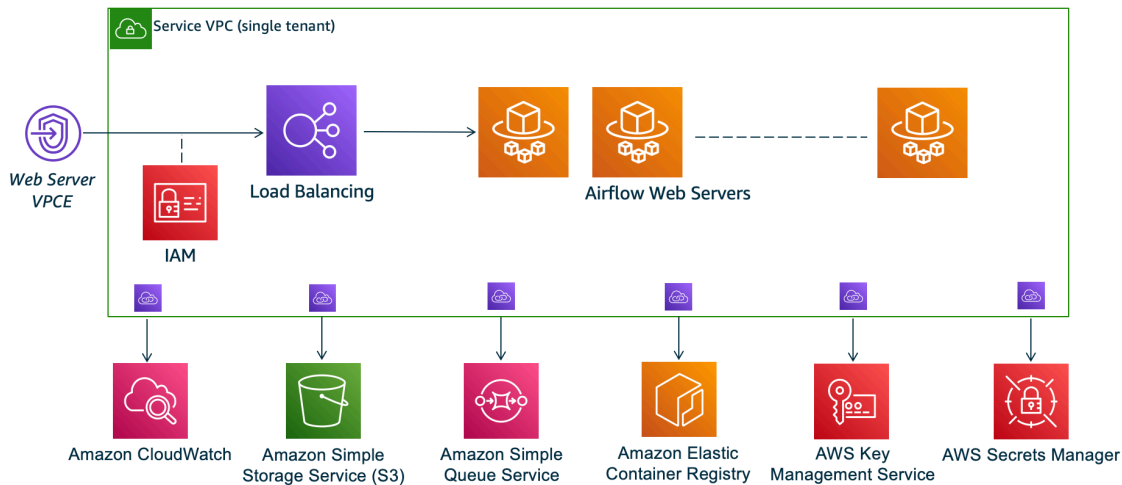 Service VPC (single tenant)
Web Server
VPCE
IAM
Load Balancing
Airflow Web Servers
Amazon CloudWatch
Amazon Simple
Storage Service (S3)
Amazon Simple
Queue Service
Amazon Elastic
Container Registry
AWS Key
Management Service
AWS Secrets Manager